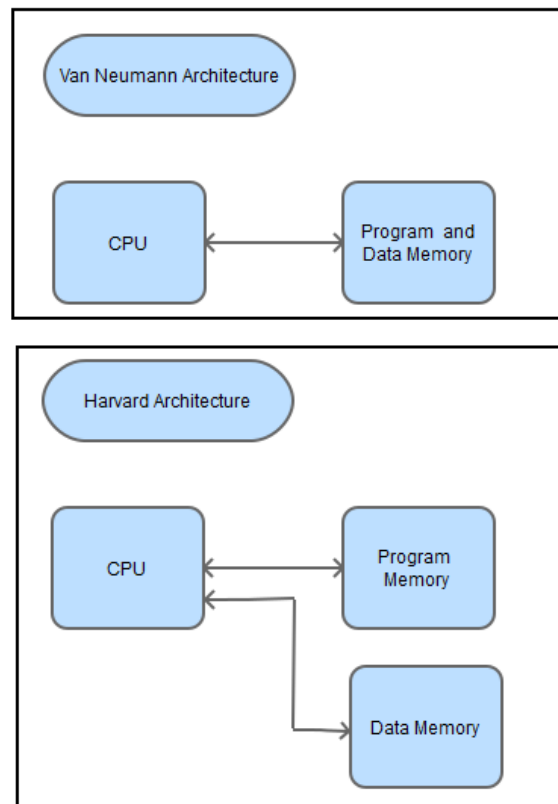 Van Neumann Architecture
CPU
Program and
Data Memory
Harvard Architecture
CPU
Program
Memory
Data Memory